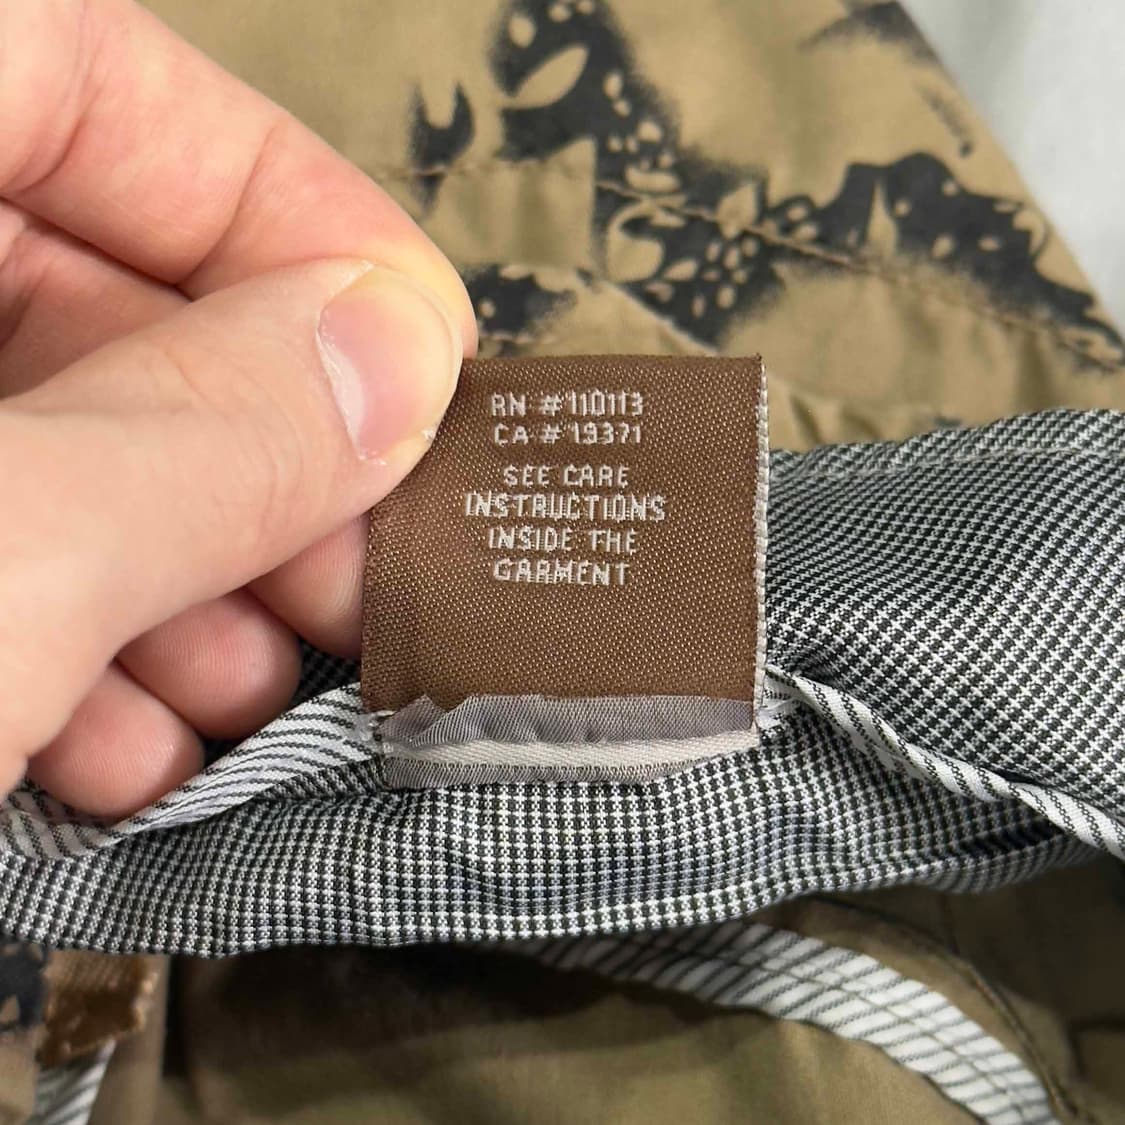 RN # 110113
CA # 19371
SEE CARE
INSTRUCTIONS
INSIDE THE
GARMENT